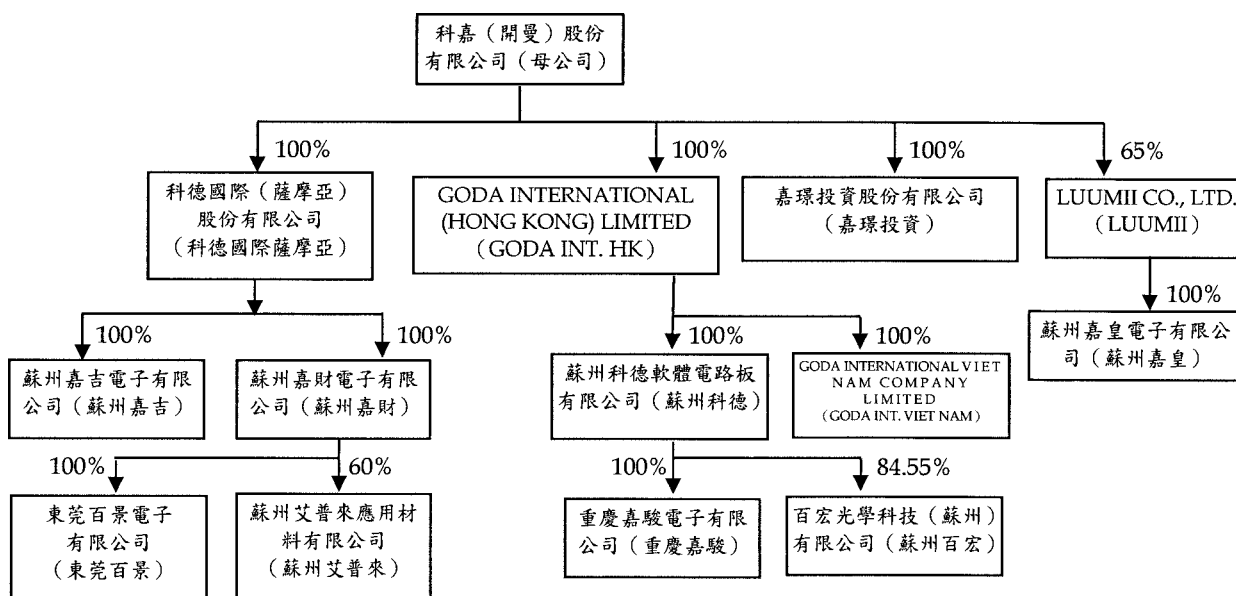 科嘉（開曼）股份
有限公司（母公司）
100%
100%
100%
65%
科德國際（薩摩亞）
股份有限公司
（科德國際薩摩亞）
GODA INTERNATIONAL
(HONG KONG) LIMITED
（GODA INT. HK）
嘉璟投資股份有限公司
（嘉璟投資）
LUUMII CO., LTD.
（LUUMII）
100%
100%
100%
100%
100%
蘇州嘉吉電子有限
公司（蘇州嘉吉）
蘇州嘉財電子有限
公司（蘇州嘉財）
蘇州科德軟體電路板
有限公司（蘇州科德）
GODA INTERNATIONAL VIET
NAM COMPANY
LIMITED
(GODA INT. VIET NAM)
蘇州嘉皇電子有限公
司（蘇州嘉皇）
100%
60%
100%
84.55%
東莞百景電子
有限公司
（東莞百景）
蘇州艾普來應用材
料有限公司
（蘇州艾普來）
重慶嘉駿電子有限
公司（重慶嘉駿）
百宏光學科技（蘇州）
有限公司（蘇州百宏）